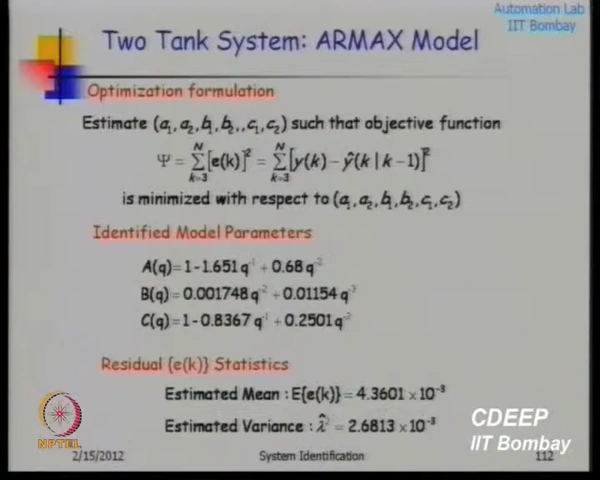 Automation Lab
IIT Bombay
Two Tank System: ARMAX Model
Optimization formulation
Estimate (a₁,a₂,b₁,b₂,,c₁,c₂) such that objective function
Ψ = Σ_{k=3}^{N} [e(k)]² = Σ_{k=3}^{N} [y(k) − ŷ(k | k −1)]²
is minimized with respect to (a₁,a₂,b₁,b₂,c₁,c₂)
Identified Model Parameters
A(q) = 1 - 1.651 q⁻¹ + 0.68 q⁻²
B(q) = 0.001748 q⁻² + 0.01154 q⁻³
C(q) = 1 - 0.8367 q⁻¹ + 0.2501 q⁻²
Residual {e(k)} Statistics
Estimated Mean : E{e(k)} = 4.3601 × 10⁻³
Estimated Variance : λ̂² = 2.6813 × 10⁻³
NPTEL
CDEEP
IIT Bombay
2/15/2012 System Identification 112